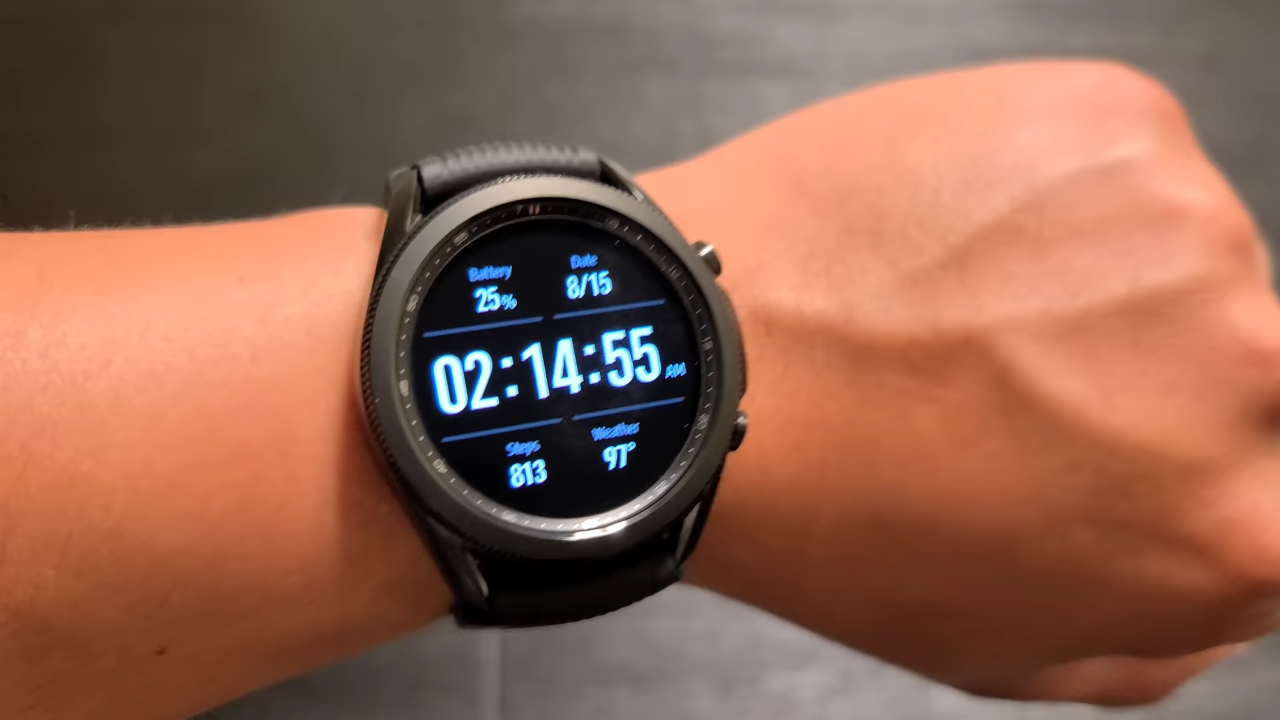 Battery Date
25% 8/15
02:14:55 AM
Steps Weather
813 97°